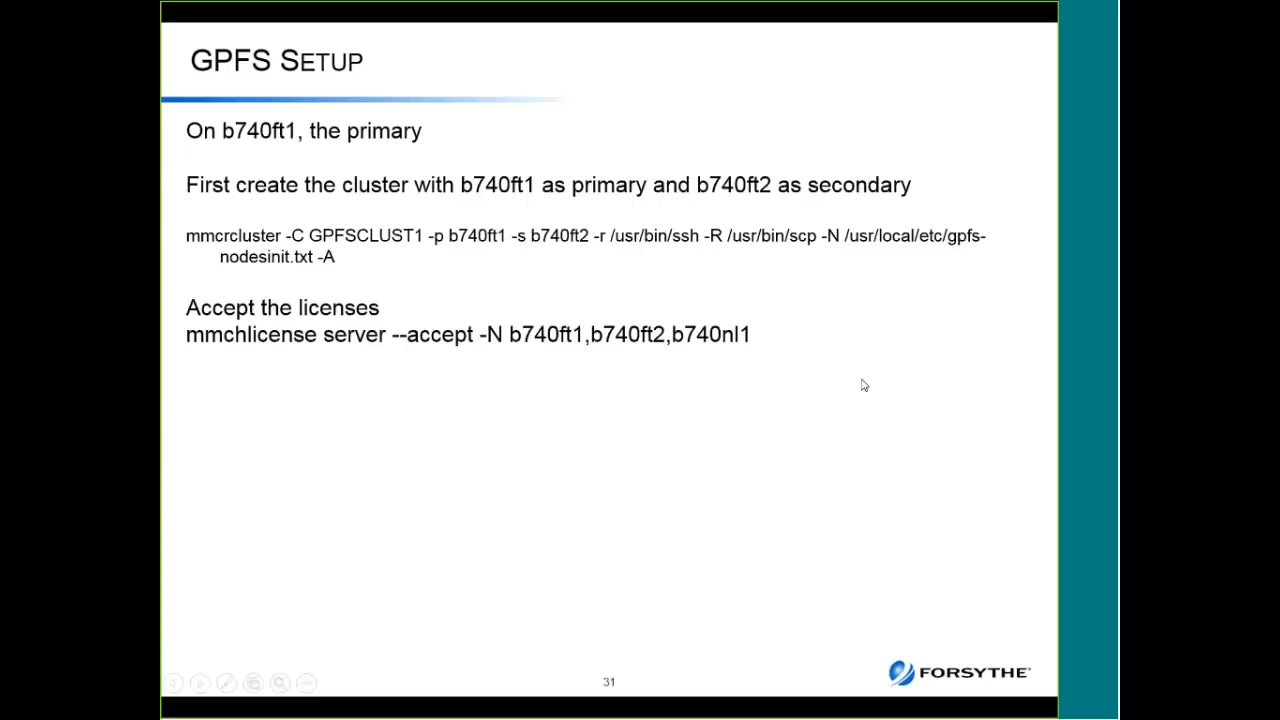 GPFS SETUP
On b740ft1, the primary
First create the cluster with b740ft1 as primary and b740ft2 as secondary
mmcrcluster -C GPFSCLUST1 -p b740ft1 -s b740ft2 -r /usr/bin/ssh -R /usr/bin/scp -N /usr/local/etc/gpfs-
nodesinit.txt -A
Accept the licenses
mmchlicense server --accept -N b740ft1,b740ft2,b740nl1
31
FORSYTHE